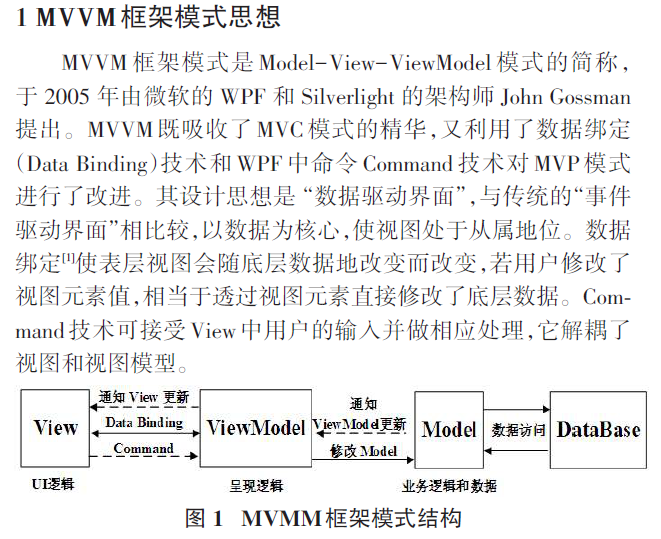 1 MVVM框架模式思想
MVVM 框架模式是 Model-View-ViewModel 模式的简称，
于 2005 年由微软的 WPF 和 Silverlight 的架构师 John Gossman
提出。MVVM 既吸收了 MVC 模式的精华，又利用了数据绑定
（Data Binding）技术和 WPF 中命令 Command 技术对 MVP 模式
进行了改进。其设计思想是 “数据驱动界面”，与传统的“事件
驱动界面”相比较，以数据为核心，使视图处于从属地位。数据
绑定[1]使表层视图会随底层数据地改变而改变，若用户修改了
视图元素值，相当于透过视图元素直接修改了底层数据。Com-
mand 技术可接受 View 中用户的输入并做相应处理，它解耦了
视图和视图模型。
通知 View 更新
通知
View
Data Binding
ViewModel
ViewModel更新
Model
数据访问
DataBase
Command
修改 Model
UI逻辑
呈现逻辑
业务逻辑和数据
图 1 MVMM框架模式结构